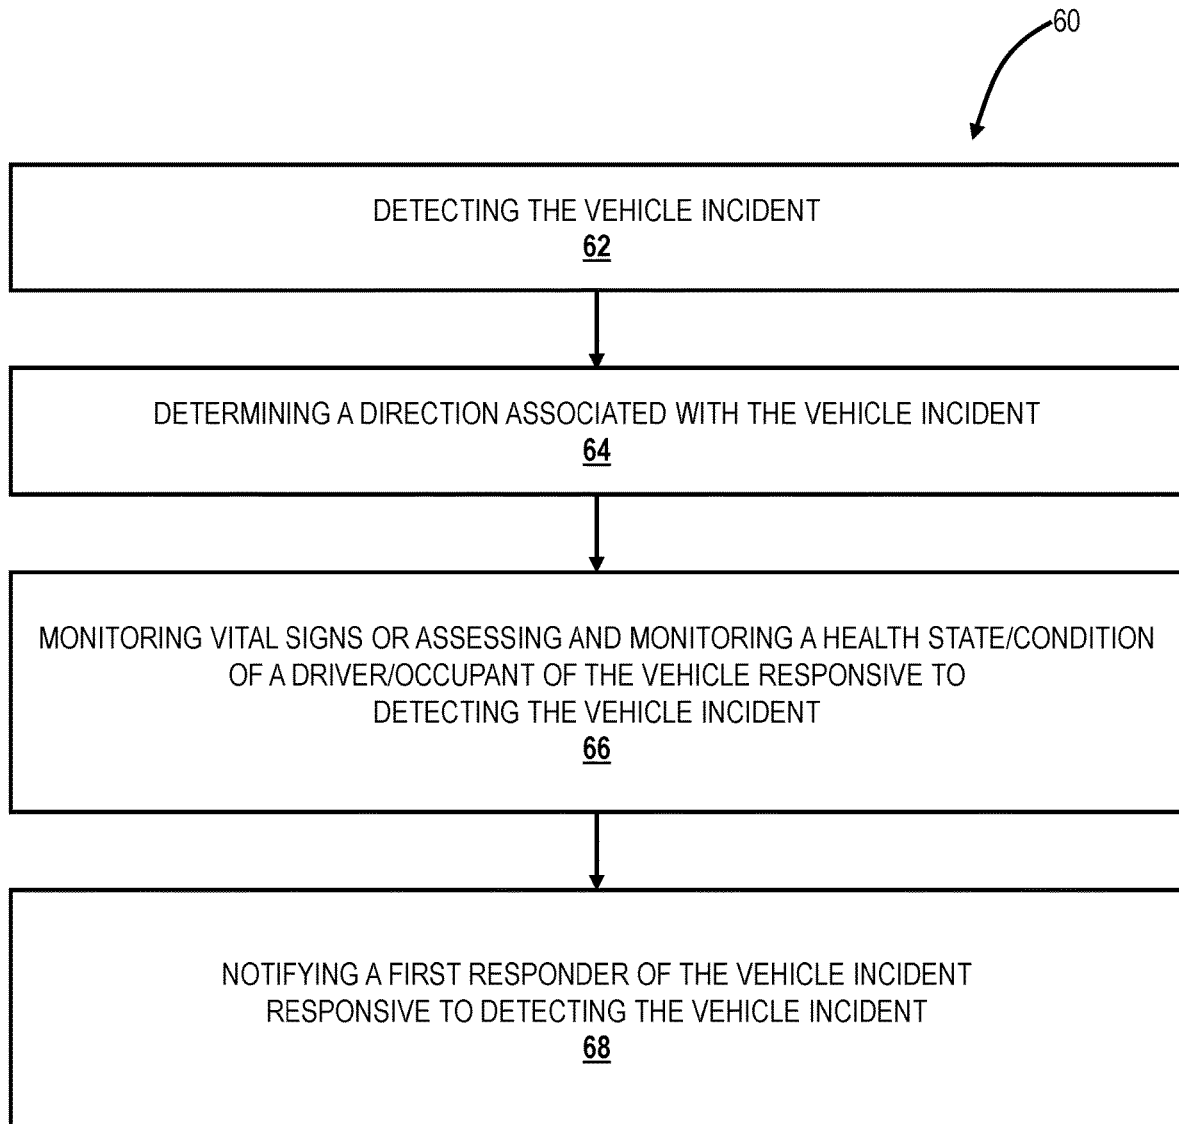 60
DETECTING THE VEHICLE INCIDENT
62
DETERMINING A DIRECTION ASSOCIATED WITH THE VEHICLE INCIDENT
64
MONITORING VITAL SIGNS OR ASSESSING AND MONITORING A HEALTH STATE/CONDITION
OF A DRIVER/OCCUPANT OF THE VEHICLE RESPONSIVE TO
DETECTING THE VEHICLE INCIDENT
66
NOTIFYING A FIRST RESPONDER OF THE VEHICLE INCIDENT
RESPONSIVE TO DETECTING THE VEHICLE INCIDENT
68